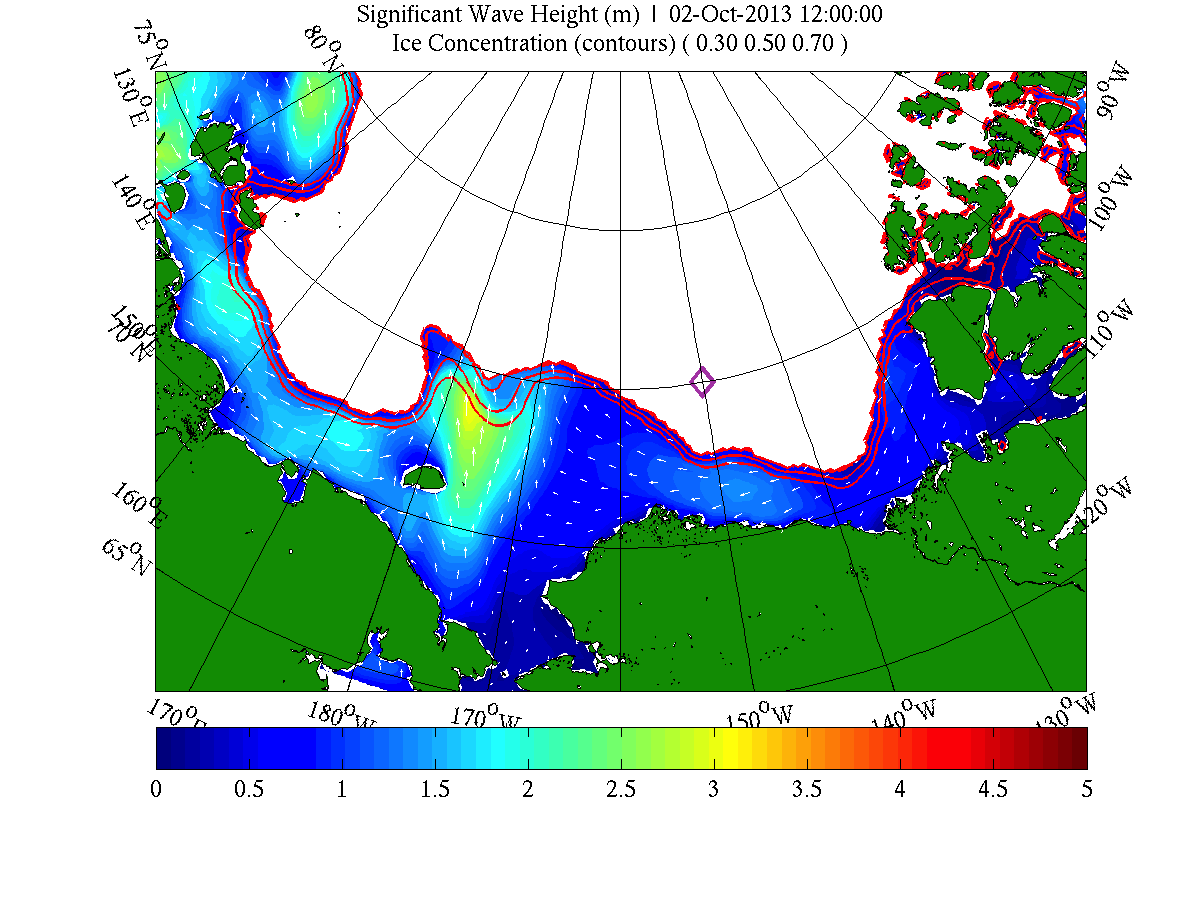 Significant Wave Height (m) | 02-Oct-2013 12:00:00
Ice Concentration (contours) ( 0.30 0.50 0.70 )
75°N
80°N
130°E
90°W
140°E
100°W
150°E
70°N
110°W
160°E
120°W
65°N
170°E
180°W
170°W
150°W
140°W
130°W
0 0.5 1 1.5 2 2.5 3 3.5 4 4.5 5